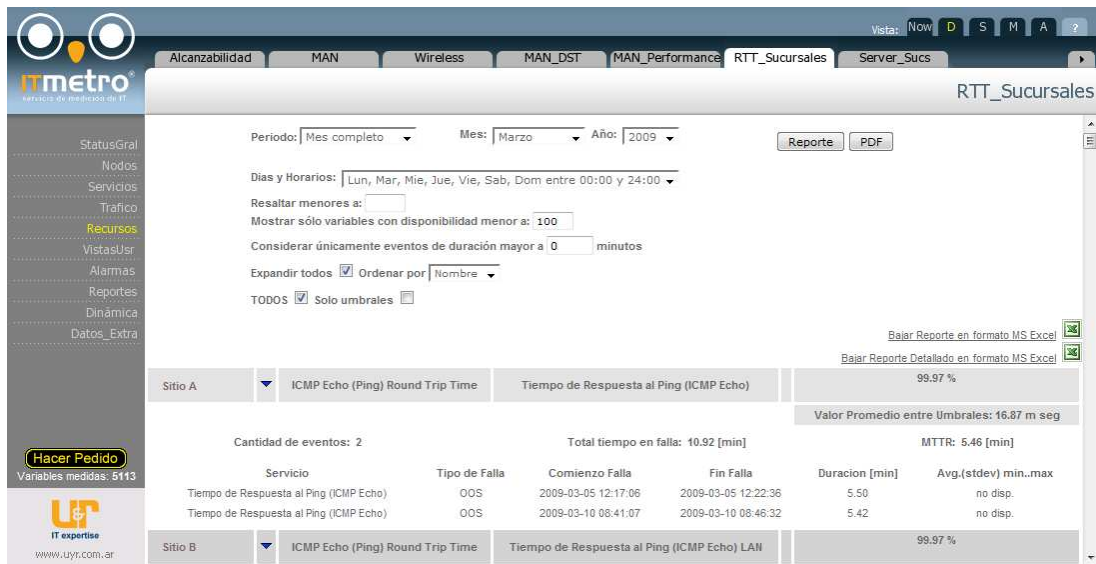 Vista: Now D S M A ?
Alcanzabilidad MAN Wireless MAN_DST MAN_Performance RTT_Sucursales Server_Sucs
ITmetro®
servicio de medición de IT
RTT_Sucursales
StatusGral
Nodos
Servicios
Trafico
Recursos
VistasUsr
Alarmas
Reportes
Dinámica
Datos_Extra
Hacer Pedido
Variables medidas: 5113
U&R
IT expertise
www.uyr.com.ar
Periodo: Mes completo Mes: Marzo Año: 2009 Reporte PDF
Dias y Horarios: Lun, Mar, Mie, Jue, Vie, Sab, Dom entre 00:00 y 24:00
Resaltar menores a:
Mostrar sólo variables con disponibilidad menor a: 100
Considerar únicamente eventos de duración mayor a 0 minutos
Expandir todos Ordenar por Nombre
TODOS Solo umbrales
Bajar Reporte en formato MS Excel
Bajar Reporte Detallado en formato MS Excel
Sitio A ICMP Echo (Ping) Round Trip Time Tiempo de Respuesta al Ping (ICMP Echo) 99.97 %
Valor Promedio entre Umbrales: 16.87 m seg
Cantidad de eventos: 2 Total tiempo en falla: 10.92 [min] MTTR: 5.46 [min]
Servicio Tipo de Falla Comienzo Falla Fin Falla Duracion [min] Avg.(stdev) min..max
Tiempo de Respuesta al Ping (ICMP Echo) OOS 2009-03-05 12:17:06 2009-03-05 12:22:36 5.50 no disp.
Tiempo de Respuesta al Ping (ICMP Echo) OOS 2009-03-10 08:41:07 2009-03-10 08:46:32 5.42 no disp.
Sitio B ICMP Echo (Ping) Round Trip Time Tiempo de Respuesta al Ping (ICMP Echo) LAN 99.97 %